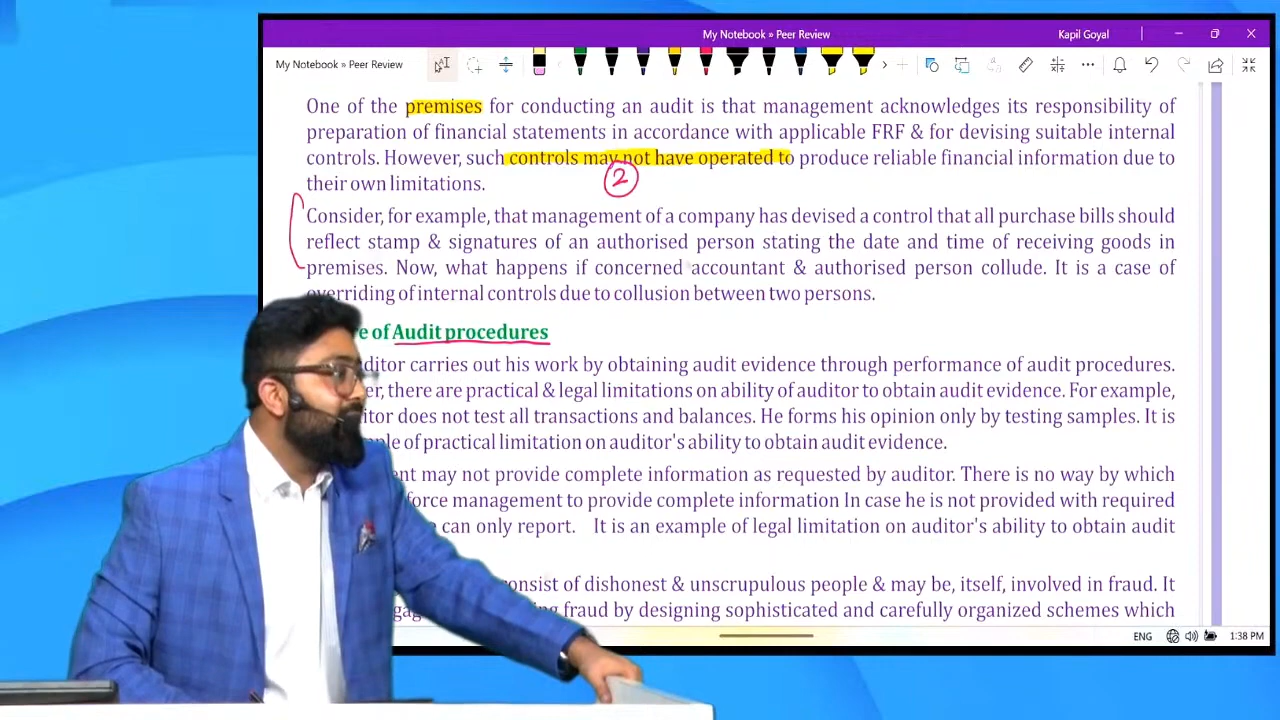 My Notebook » Peer Review
Kapil Goyal
My Notebook » Peer Review
One of the premises for conducting an audit is that management acknowledges its responsibility of
preparation of financial statements in accordance with applicable FRF & for devising suitable internal
controls. However, such controls may not have operated to produce reliable financial information due to
their own limitations.
2
Consider, for example, that management of a company has devised a control that all purchase bills should
reflect stamp & signatures of an authorised person stating the date and time of receiving goods in
premises. Now, what happens if concerned accountant & authorised person collude. It is a case of
overriding of internal controls due to collusion between two persons.
of Audit procedures
carries out his work by obtaining audit evidence through performance of audit procedures.
there are practical & legal limitations on ability of auditor to obtain audit evidence. For example,
does not test all transactions and balances. He forms his opinion only by testing samples. It is
of practical limitation on auditor's ability to obtain audit evidence.
may not provide complete information as requested by auditor. There is no way by which
force management to provide complete information In case he is not provided with required
can only report. It is an example of legal limitation on auditor's ability to obtain audit
consist of dishonest & unscrupulous people & may be, itself, involved in fraud. It
fraud by designing sophisticated and carefully organized schemes which
ENG 1:38 PM